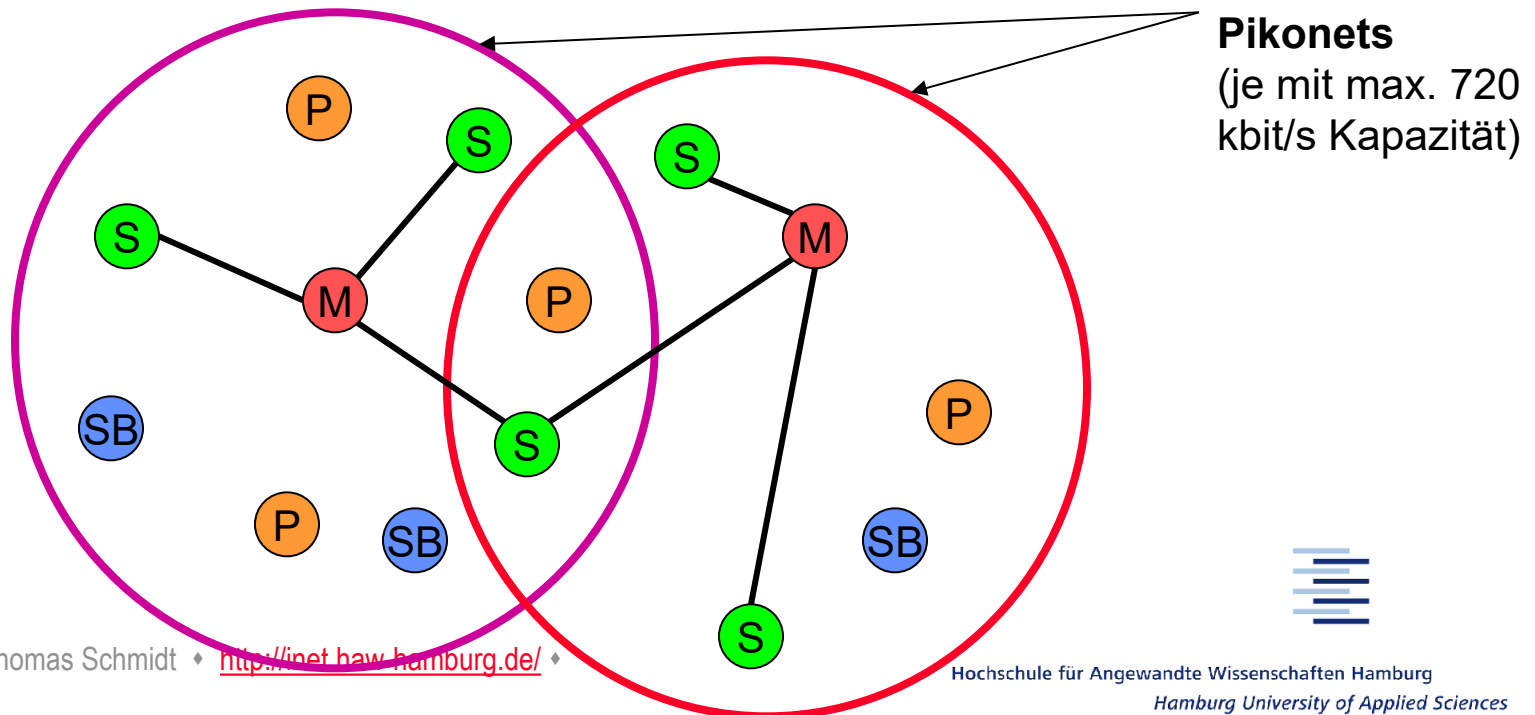 Pikonets
(je mit max. 720
kbit/s Kapazität)
P
S
S
S
M
M
P
P
S
SB
P
SB
SB
S
homas Schmidt • http://inet.haw-hamburg.de/ •
Hochschule für Angewandte Wissenschaften Hamburg
Hamburg University of Applied Sciences